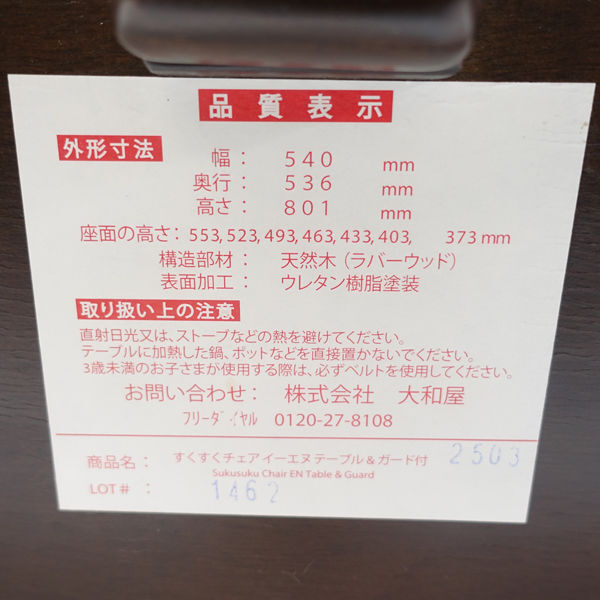 品質表示
外形寸法
幅： 540 mm
奥行： 536 mm
高さ： 801 mm
座面の高さ：553,523,493,463,433,403, 373 mm
構造部材： 天然木（ラバーウッド）
表面加工： ウレタン樹脂塗装
取り扱い上の注意
直射日光又は、ストーブなどの熱を避けてください。
テーブルに加熱した鍋、ポットなどを直接置かないでください。
3歳未満のお子さまが使用する際は、必ずベルトを使用してください。
お問い合わせ： 株式会社 大和屋
フリーダイヤル 0120-27-8108
商品名： すくすくチェアイーエヌテーブル＆ガード付 2503
Sukusuku Chair EN Table & Guard
LOT #： 1462